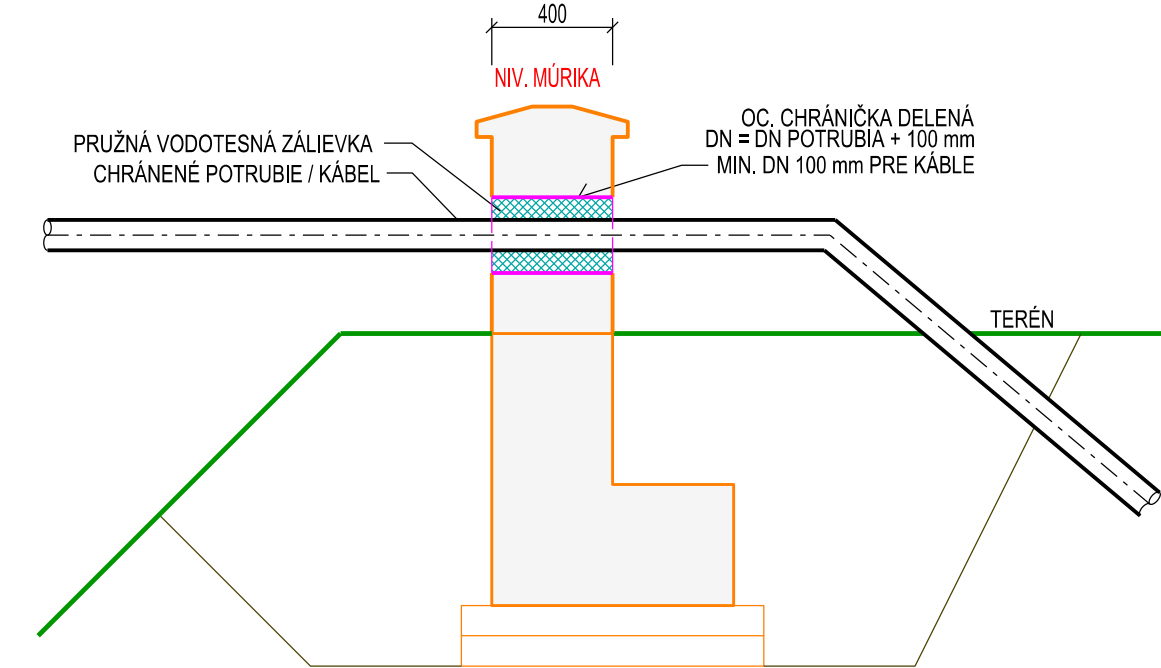 400
NIV. MÚRIKA
PRUŽNÁ VODOTESNÁ ZÁLIEVKA
CHRÁNENÉ POTRUBIE / KÁBEL
OC. CHRÁNIČKA DELENÁ
DN = DN POTRUBIA + 100 mm
MIN. DN 100 mm PRE KÁBLE
TERÉN